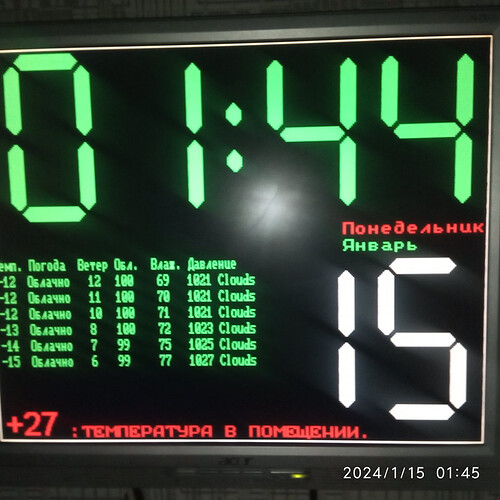 01:44
Понедельник
Январь
15
емп. Погода Ветер Обл. Влаж. Давление
-12 Облачно 12 100 69 1021 Clouds
-12 Облачно 11 100 70 1021 Clouds
-12 Облачно 10 100 71 1021 Clouds
-13 Облачно 8 100 72 1023 Clouds
-14 Облачно 7 99 75 1025 Clouds
-15 Облачно 6 99 77 1027 Clouds
+27 :ТЕМПЕРАТУРА В ПОМЕЩЕНИИ.
acer
2024/1/15 01:45